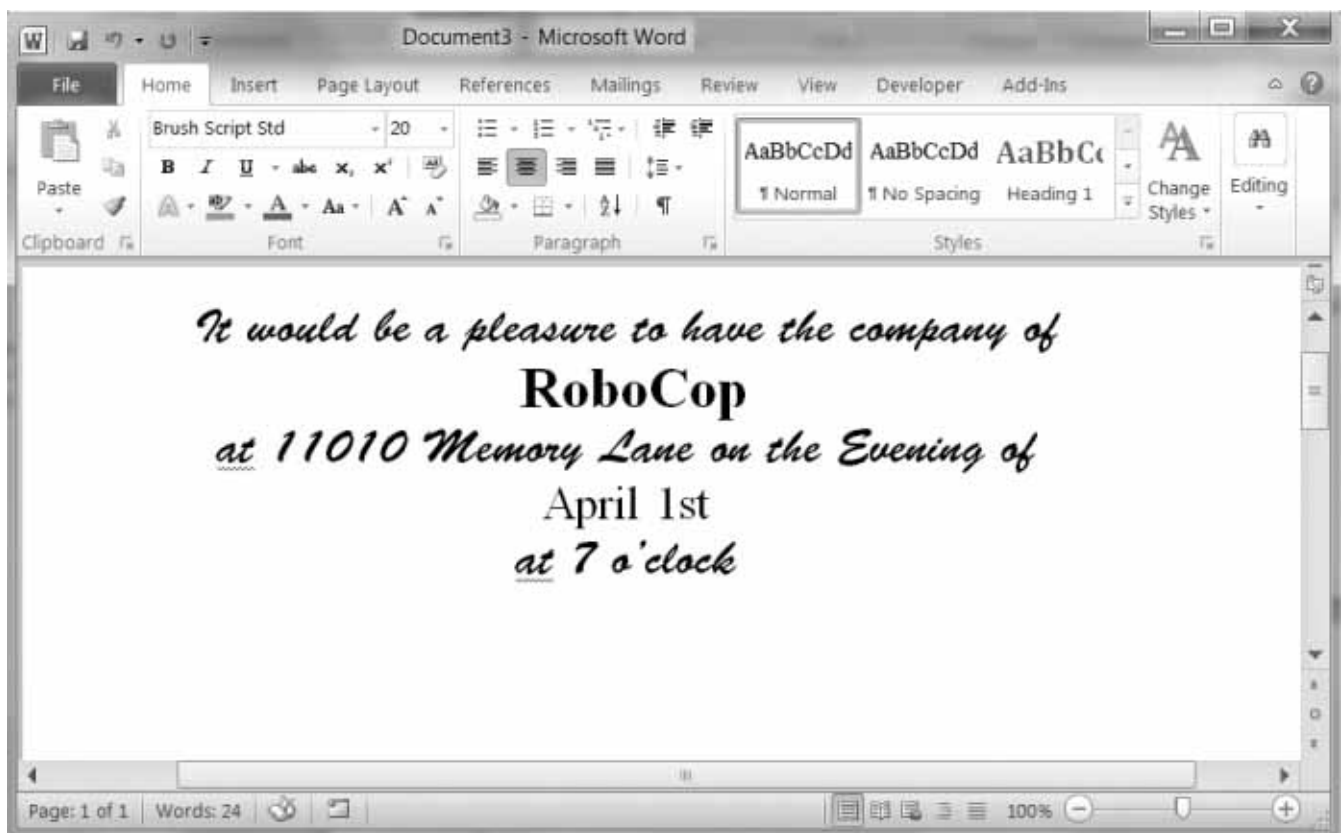 W Document3 - Microsoft Word
File Home Insert Page Layout References Mailings Review View Developer Add-Ins
Brush Script Std 20
AaBbCcDd AaBbCcDd AaBbCc
B I U abc x, x²
Paste
¶ Normal ¶ No Spacing Heading 1 Change Styles Editing
A Aa A A
Clipboard Font Paragraph Styles
It would be a pleasure to have the company of
RoboCop
at 11010 Memory Lane on the Evening of
April 1st
at 7 o'clock
Page: 1 of 1 Words: 24 100%